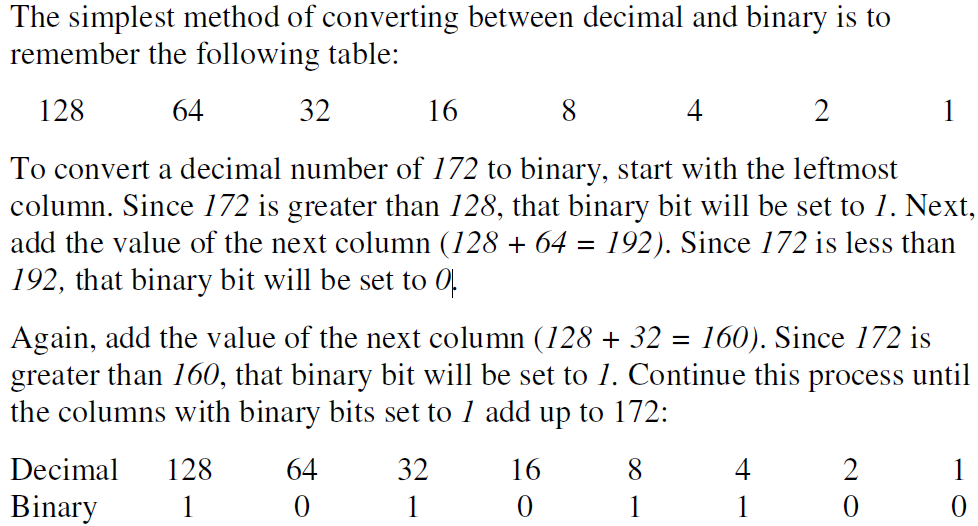 The simplest method of converting between decimal and binary is to
remember the following table:
128 64 32 16 8 4 2 1
To convert a decimal number of 172 to binary, start with the leftmost
column. Since 172 is greater than 128, that binary bit will be set to 1. Next,
add the value of the next column (128 + 64 = 192). Since 172 is less than
192, that binary bit will be set to 0.
Again, add the value of the next column (128 + 32 = 160). Since 172 is
greater than 160, that binary bit will be set to 1. Continue this process until
the columns with binary bits set to 1 add up to 172:
Decimal 128 64 32 16 8 4 2 1
Binary 1 0 1 0 1 1 0 0